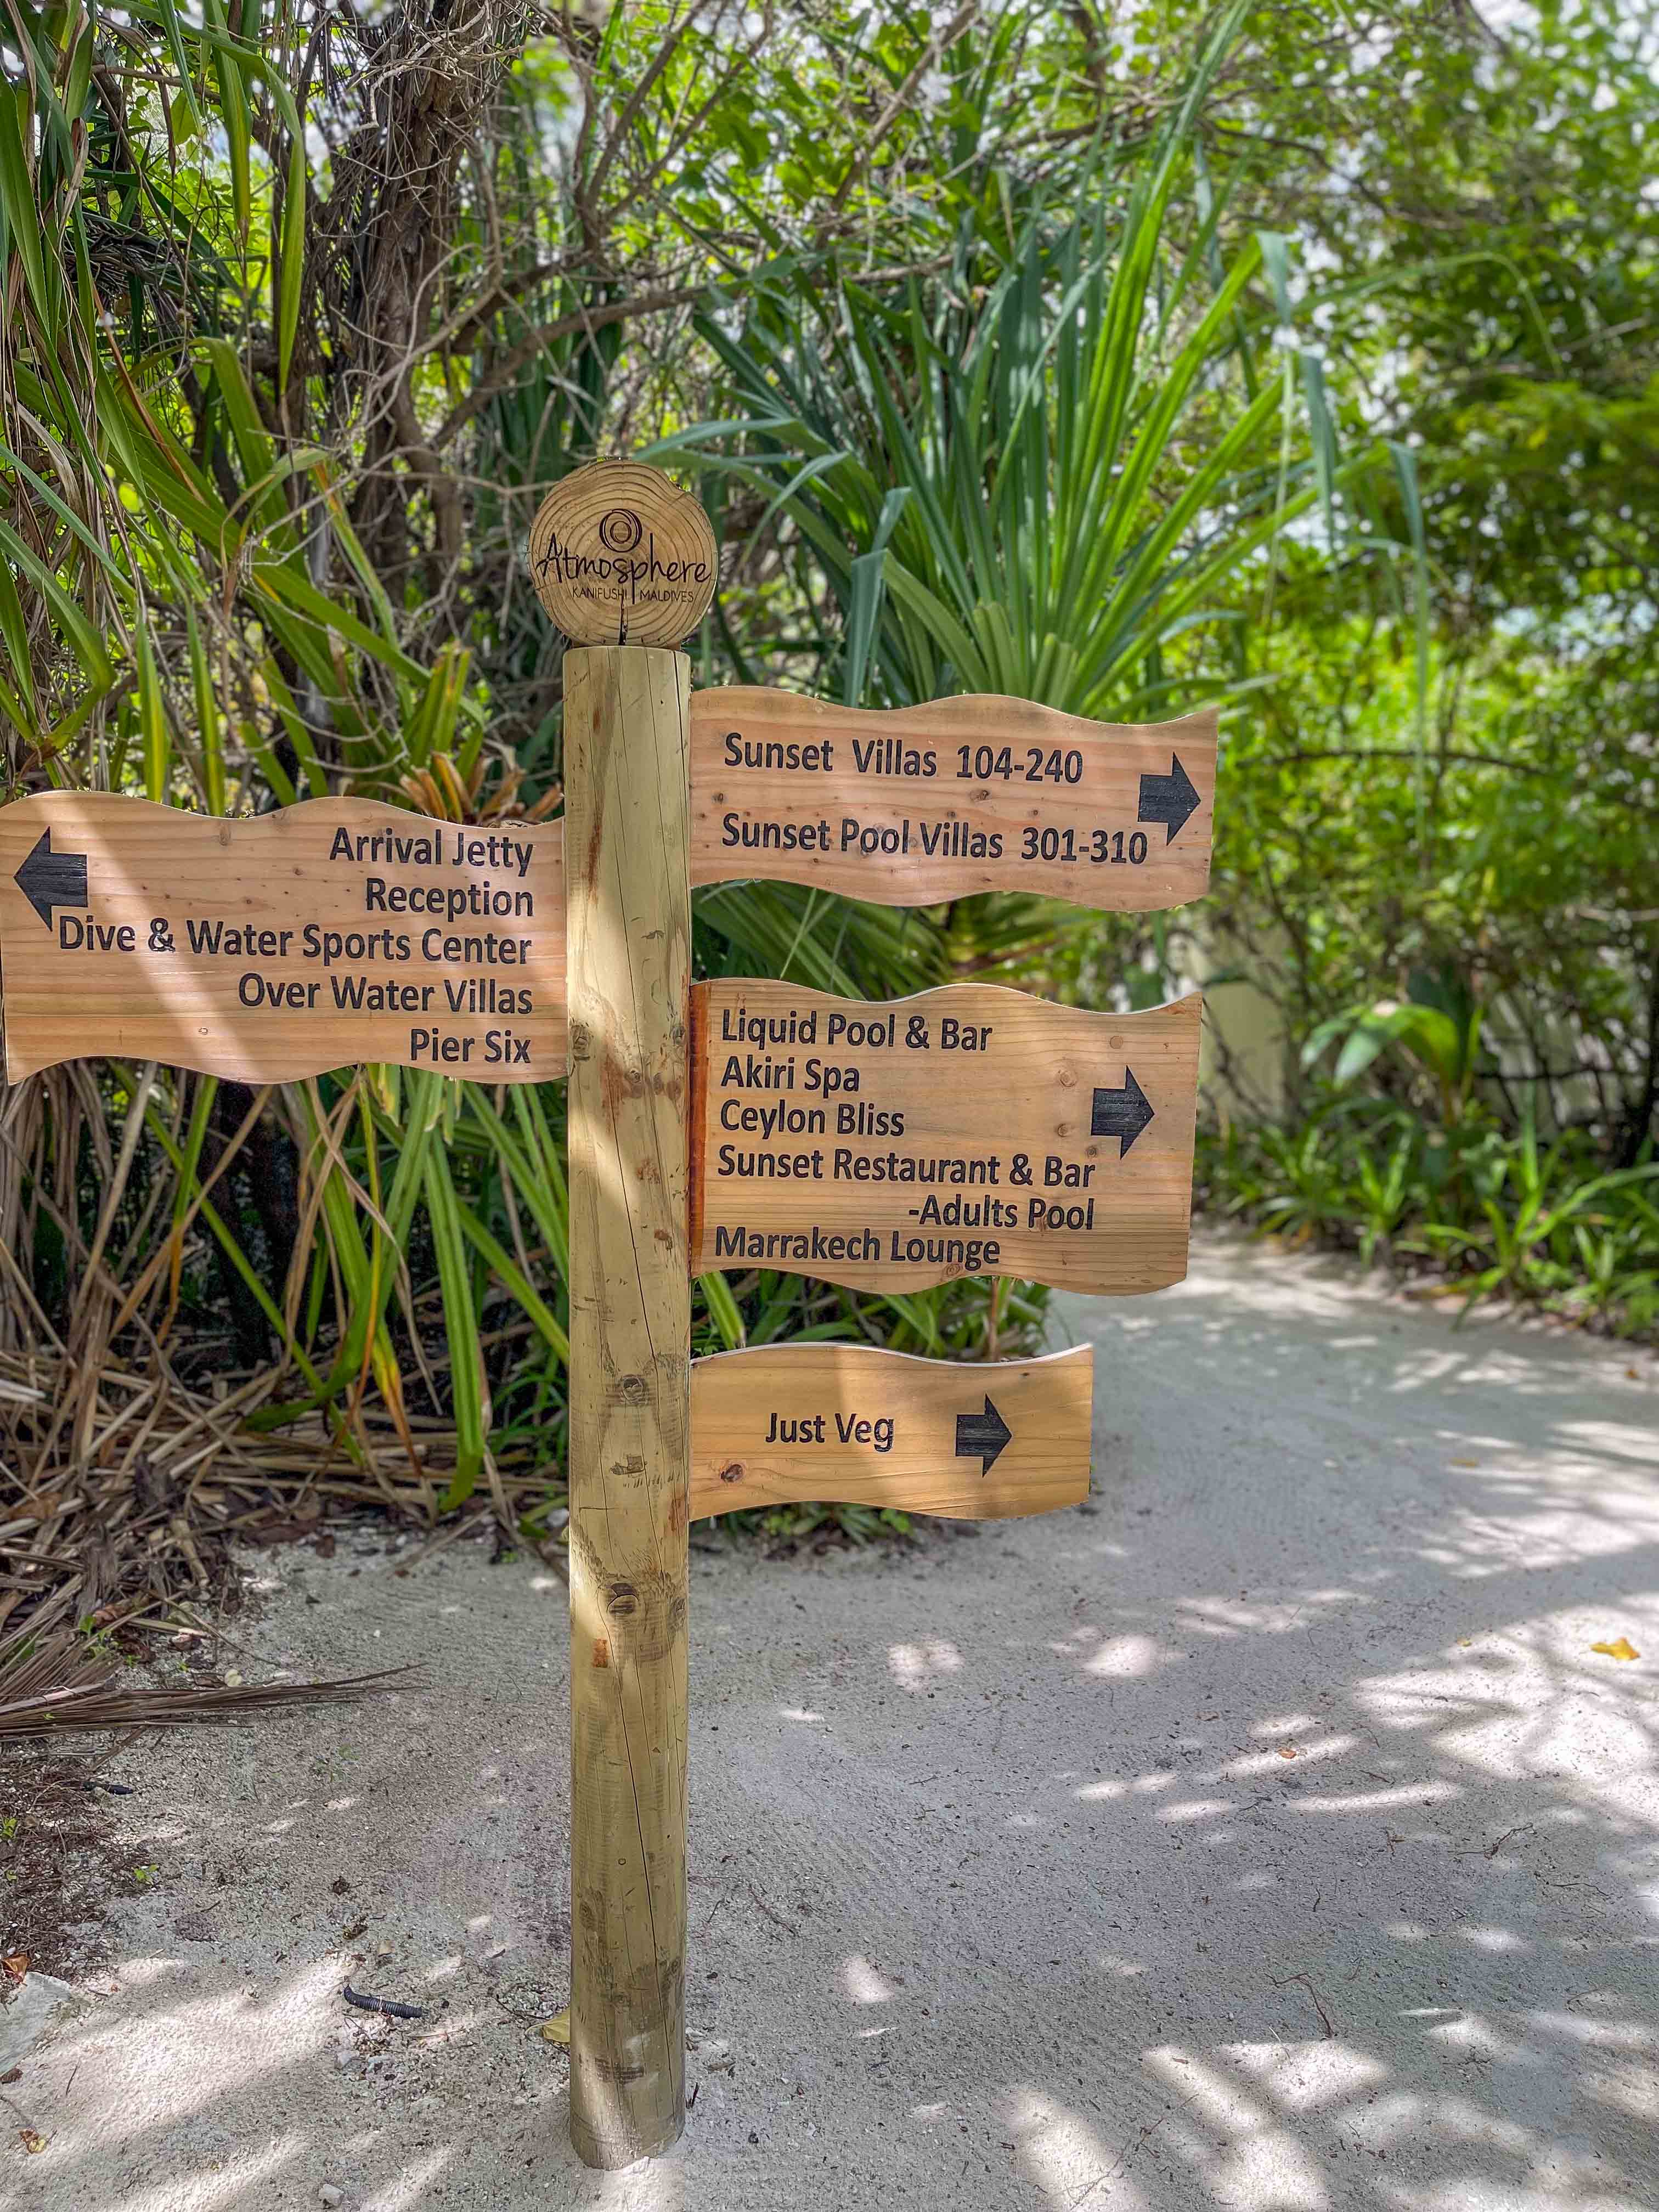 Atmosphere
KANIFUSHI | MALDIVES
Sunset Villas 104-240
Sunset Pool Villas 301-310
Arrival Jetty
Reception
Dive & Water Sports Center
Over Water Villas
Pier Six
Liquid Pool & Bar
Akiri Spa
Ceylon Bliss
Sunset Restaurant & Bar
-Adults Pool
Marrakech Lounge
Just Veg